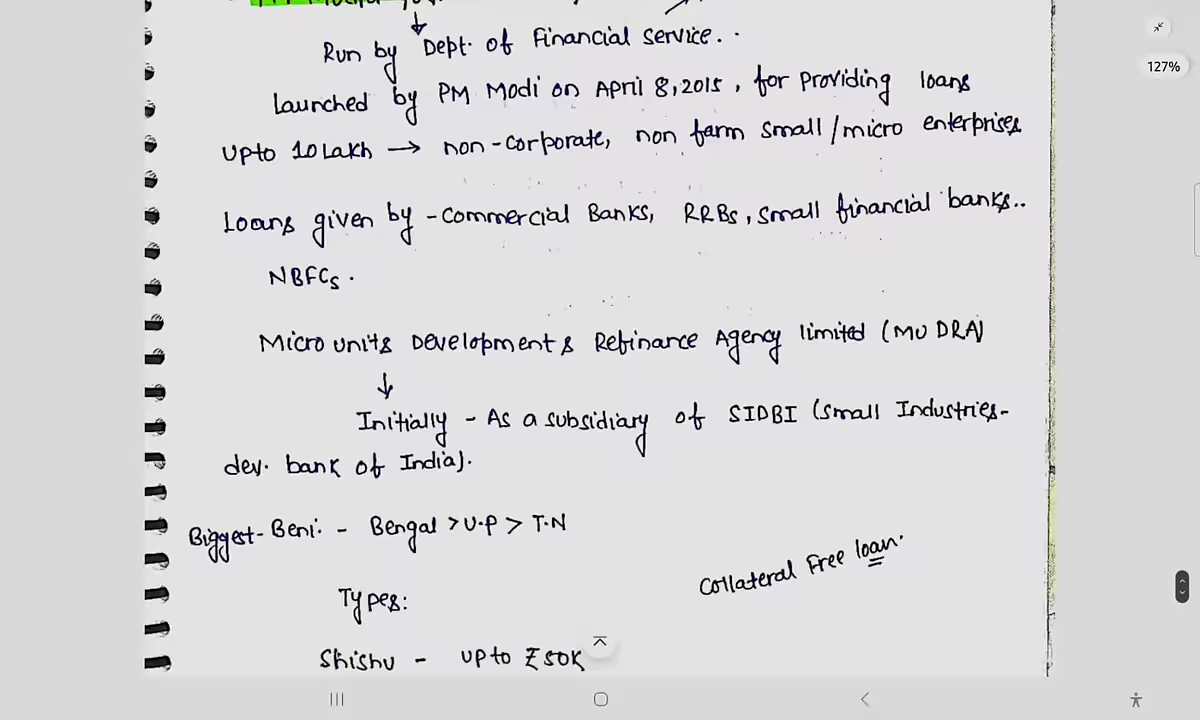 127%
Run by Dept. of Financial Service..
Launched by PM Modi on April 8, 2015, for Providing loans
upto 10 Lakh → non-corporate, non farm small/micro enterprises
Loans given by - Commercial Banks, RRBs, small financial banks..
NBFCs.
Micro units Development & Refinance Agency limited (MUDRA)
↓
Initially - As a subsidiary of SIDBI (small Industries-
dev. bank of India).
Biggest-Beni. - Bengal > U.P > T.N
Collateral Free loan.
Types:
Shishu - upto ₹50K